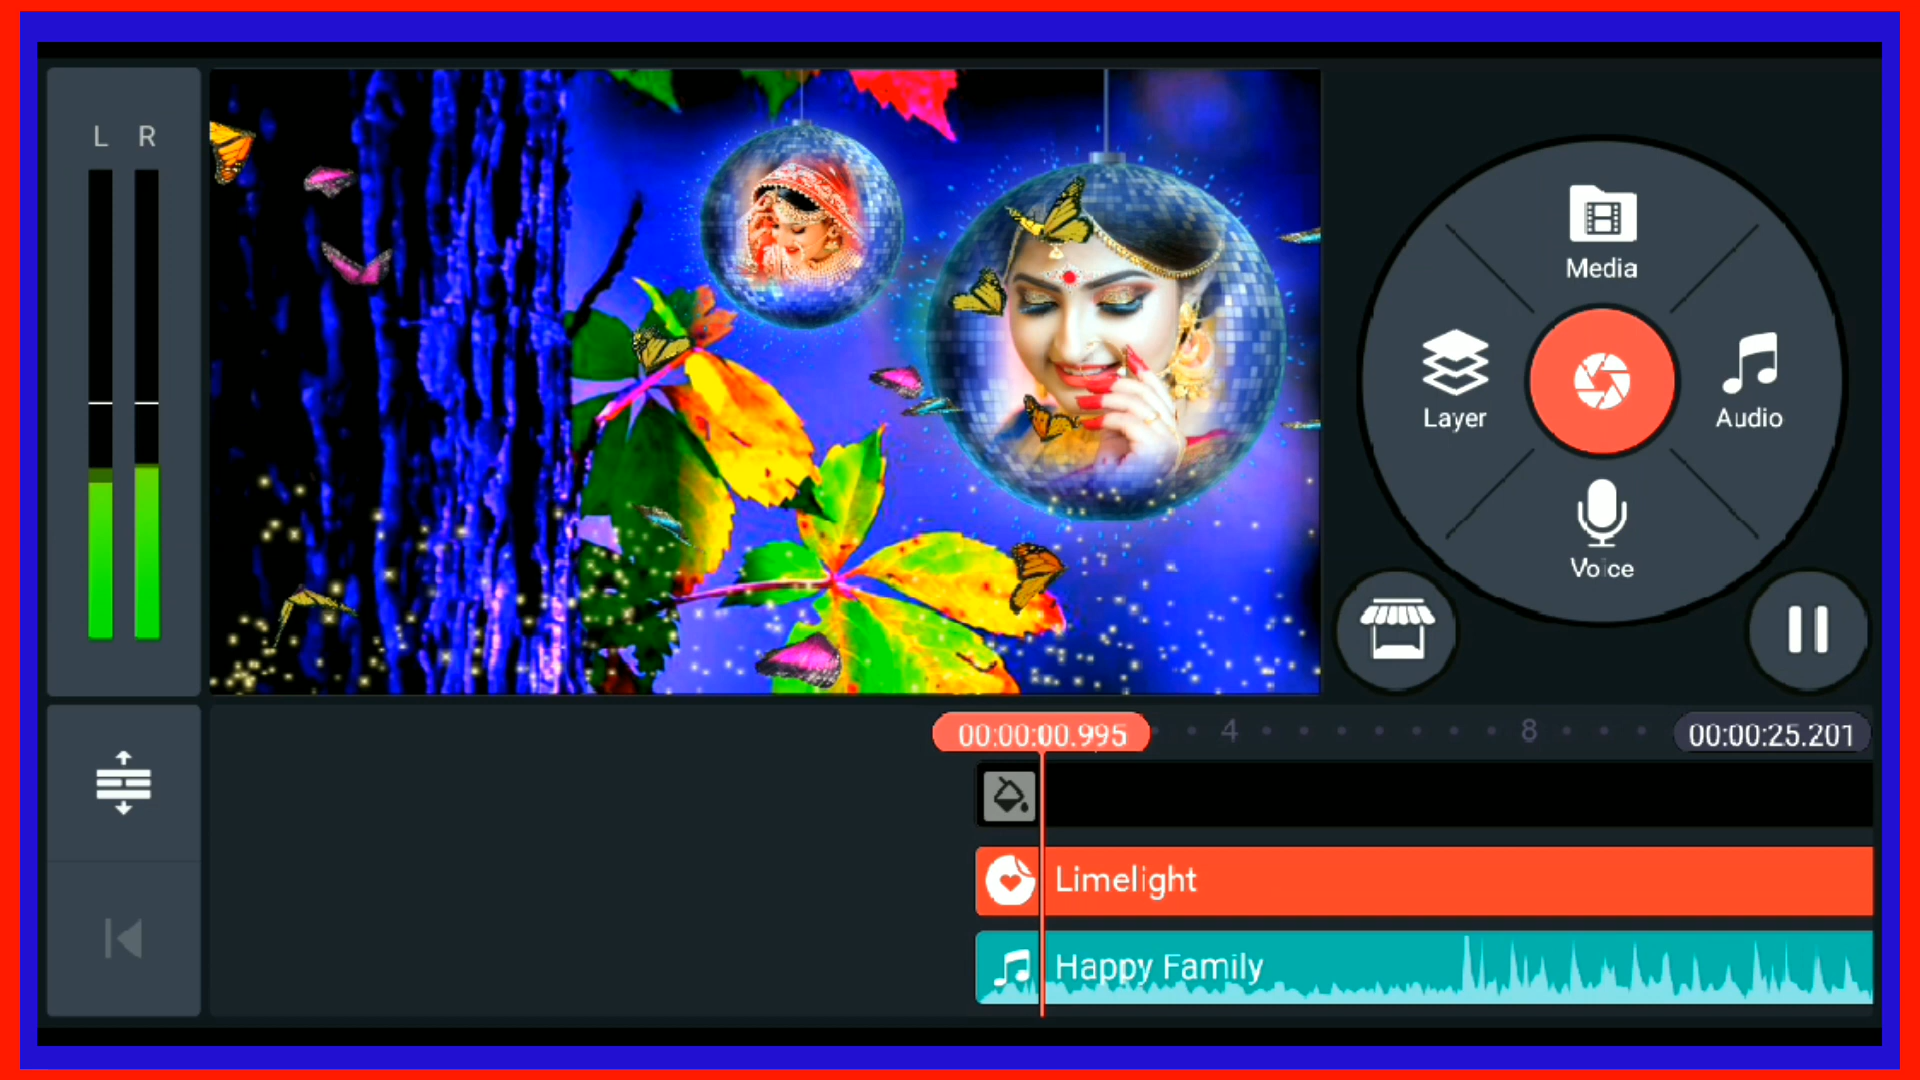 L R
Media
Layer
Audio
Voice
00:00:00.995
4
8
00:00:25.201
Limelight
Happy Family